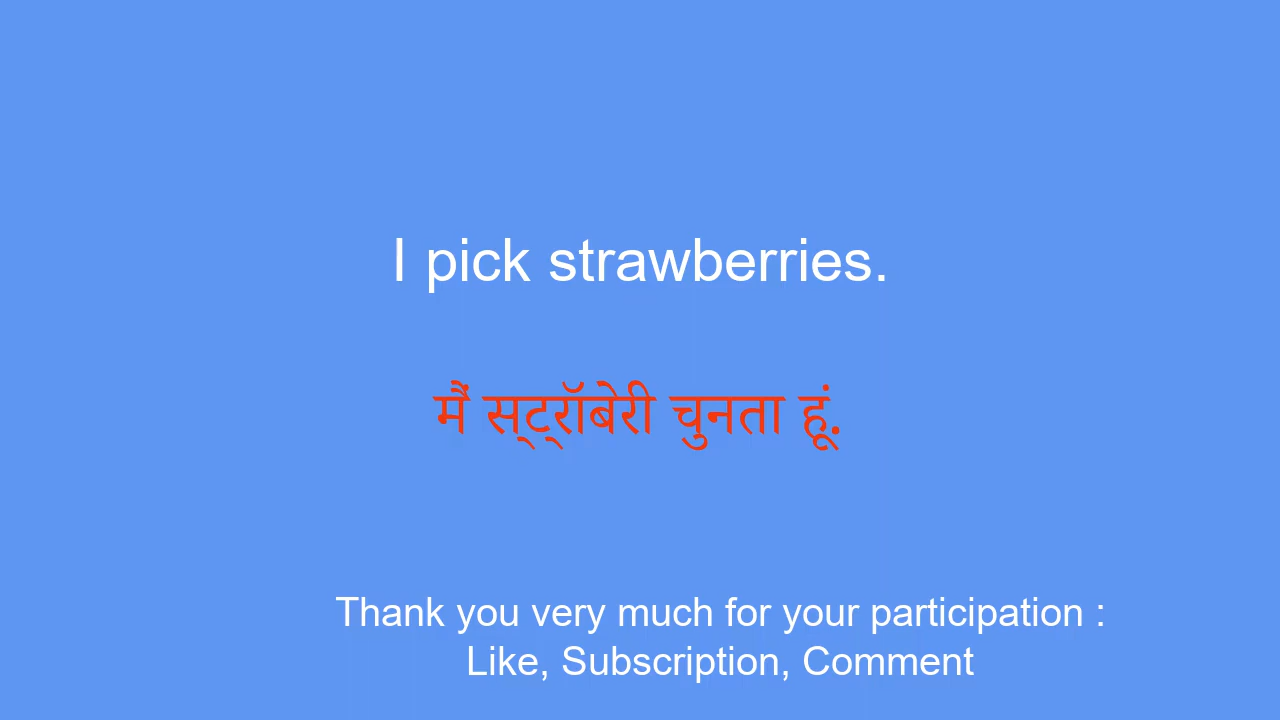 I pick strawberries.
मैं स्ट्रॉबेरी चुनता हूं.
Thank you very much for your participation :
Like, Subscription, Comment